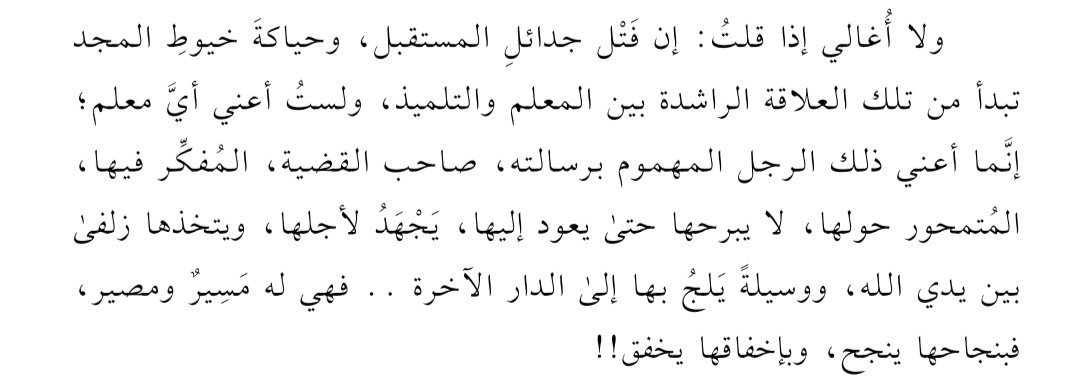 ولا أُغالي إذا قلتُ: إن فَتْل جدائلِ المستقبل، وحياكةَ خيوطِ المجد
تبدأ من تلك العلاقة الراشدة بين المعلم والتلميذ، ولستُ أعني أيَّ معلم؛
إنَّما أعني ذلك الرجل المهموم برسالته، صاحب القضية، المُفكِّر فيها،
المُتمحور حولها، لا يبرحها حتىٰ يعود إليها، يَجْهَدُ لأجلها، ويتخذها زلفىٰ
بين يدي الله، ووسيلةً يَلجُ بها إلىٰ الدار الآخرة .. فهي له مَسِيرٌ ومصير،
فبنجاحها ينجح، وبإخفاقها يخفق!!